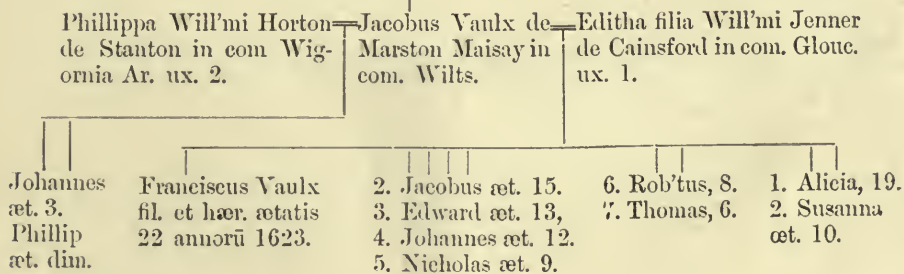 Phillippa Will'mi Horton
de Stanton in com Wig-
ornia Ar. ux. 2.
Jacobus Vaulx de
Marston Maisay in
com. Wilts.
Editha filia Will'mi Jenner
de Cainsford in com. Glouc.
ux. 1.
Johannes
æt. 3.
Phillip
æt. dim.
Franciscus Vaulx
fil. et hær. ætatis
22 annorū 1623.
2. Jacobus æt. 15.
3. Edward æt. 13,
4. Johannes æt. 12.
5. Nicholas æt. 9.
6. Rob'tus, 8.
7. Thomas, 6.
1. Alicia, 19.
2. Susanna
œt. 10.